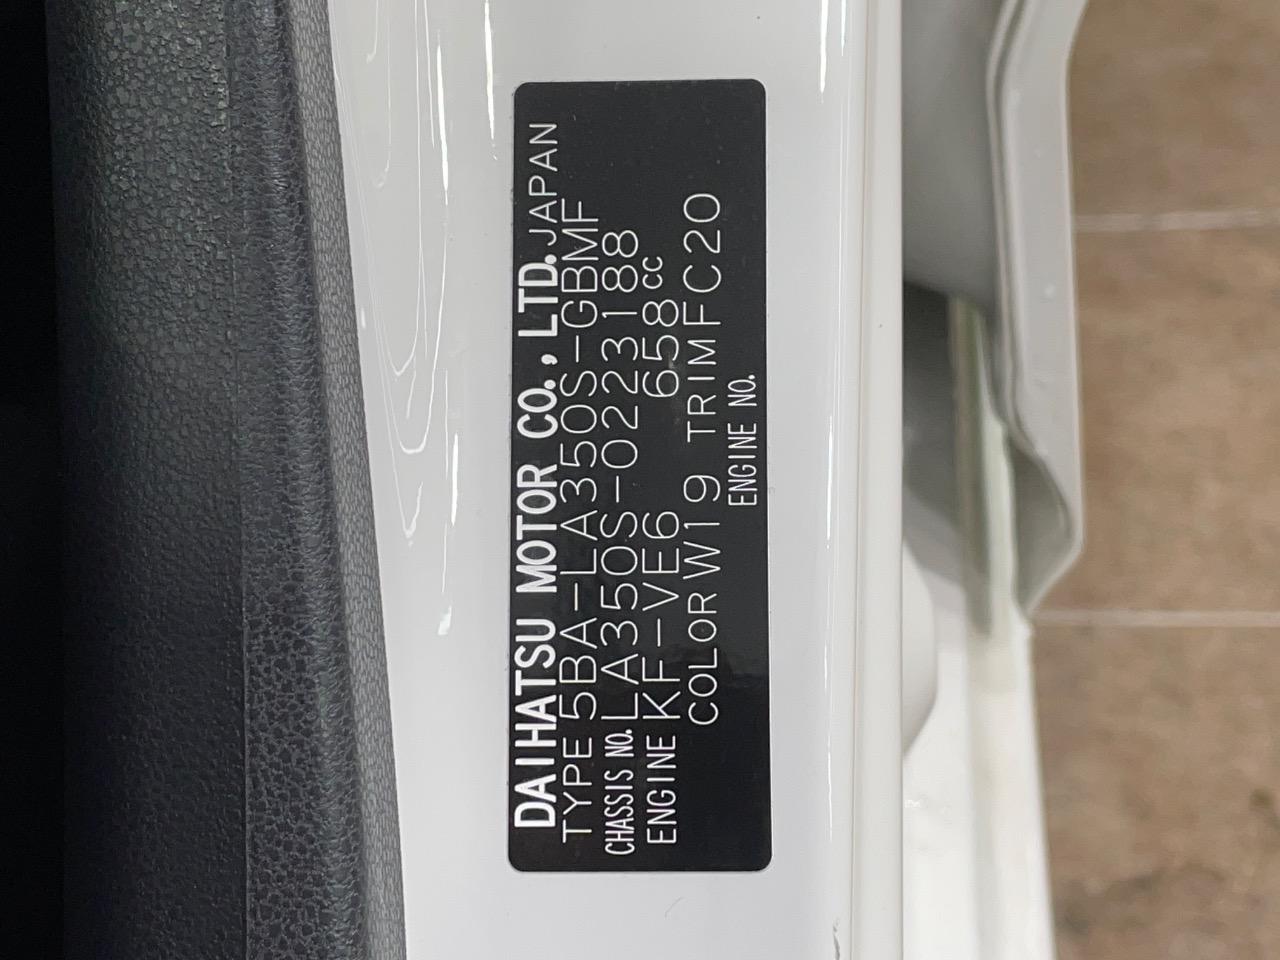 DAIHATSU MOTOR CO., LTD. JAPAN
TYPE 5BA-LA350S-GBMF
CHASSIS NO. LA350S-0223188
ENGINE KF-VE6 658cc
COLOR W19 TRIM FC20
ENGINE NO.